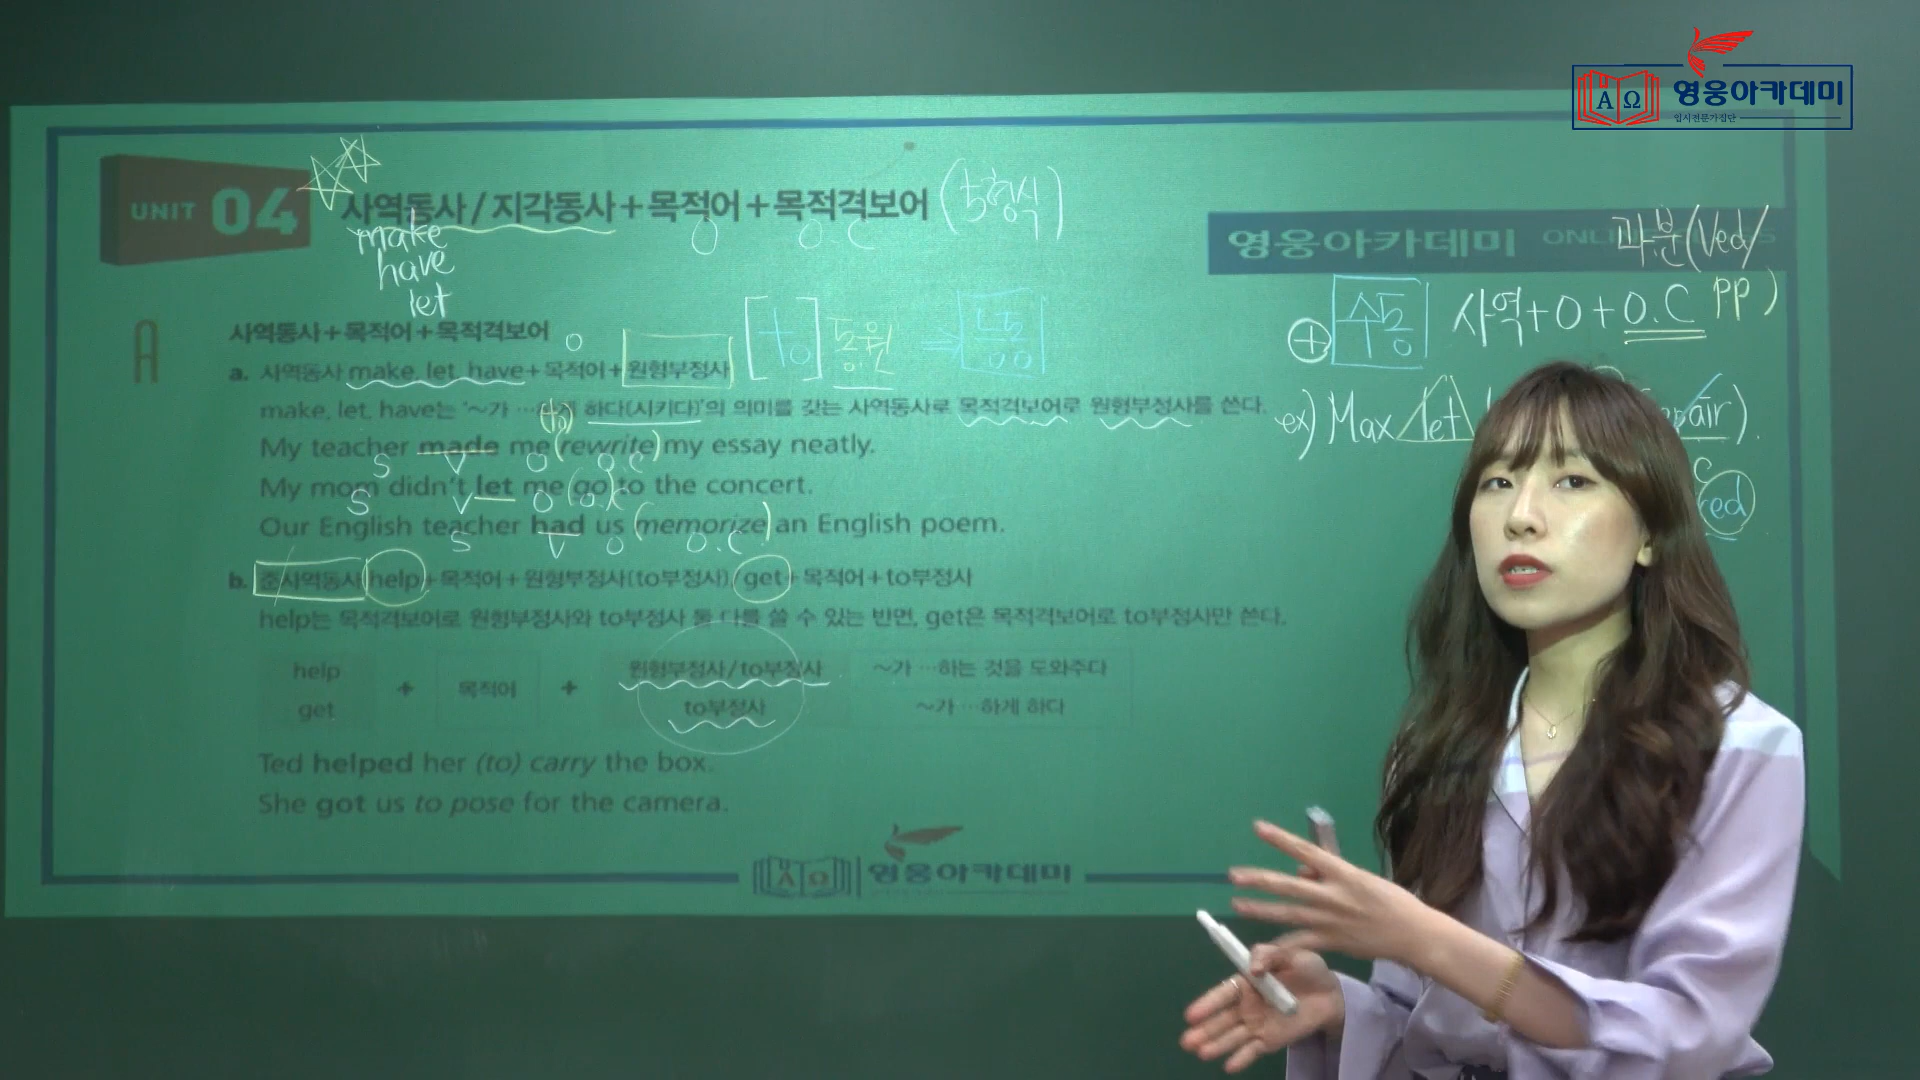 영웅아카데미
입시전문가집단
A Ω
UNIT 04
사역동사/지각동사+목적어+목적격보어 (5형식)
make
have
let
O
O.C
영웅아카데미
과분(Ved/
pp)
A
사역동사+목적어+목적격보어
a. 사역동사 make, let, have+목적어+원형부정사
O
[to] 동원 ⇒ 능동
⊕ 수동 사역+O+O.C
make, let, have는 '~가 …하게 하다(시키다)'의 의미를 갖는 사역동사로 목적격보어로 원형부정사를 쓴다.
ex) Max let
air).
C
ed
(to)
My teacher made me (rewrite) my essay neatly.
S V O O.C
My mom didn't let me (go) to the concert.
S V O O.C
Our English teacher had us (memorize) an English poem.
S V O O.C
b. 준사역동사 help+목적어+원형부정사(to부정사)/get+목적어+to부정사
help는 목적격보어로 원형부정사와 to부정사 둘 다를 쓸 수 있는 반면, get은 목적격보어로 to부정사만 쓴다.
help + 목적어 + 원형부정사/to부정사 ~가 …하는 것을 도와주다
get to부정사 ~가 …하게 하다
Ted helped her (to) carry the box.
She got us to pose for the camera.
A Ω 영웅아카데미